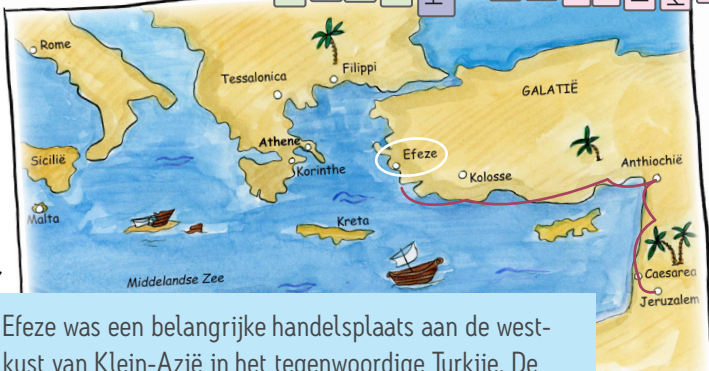 Rome
Filippi
Tessalonica
GALATIË
Athene
Efeze
Sicilië
Korinthe
Kolosse
Anthiochië
Malta
Kreta
Middelandse Zee
Caesarea
Jeruzalem
Efeze was een belangrijke handelsplaats aan de west-
kust van Klein-Azië in het tegenwoordige Turkije. De